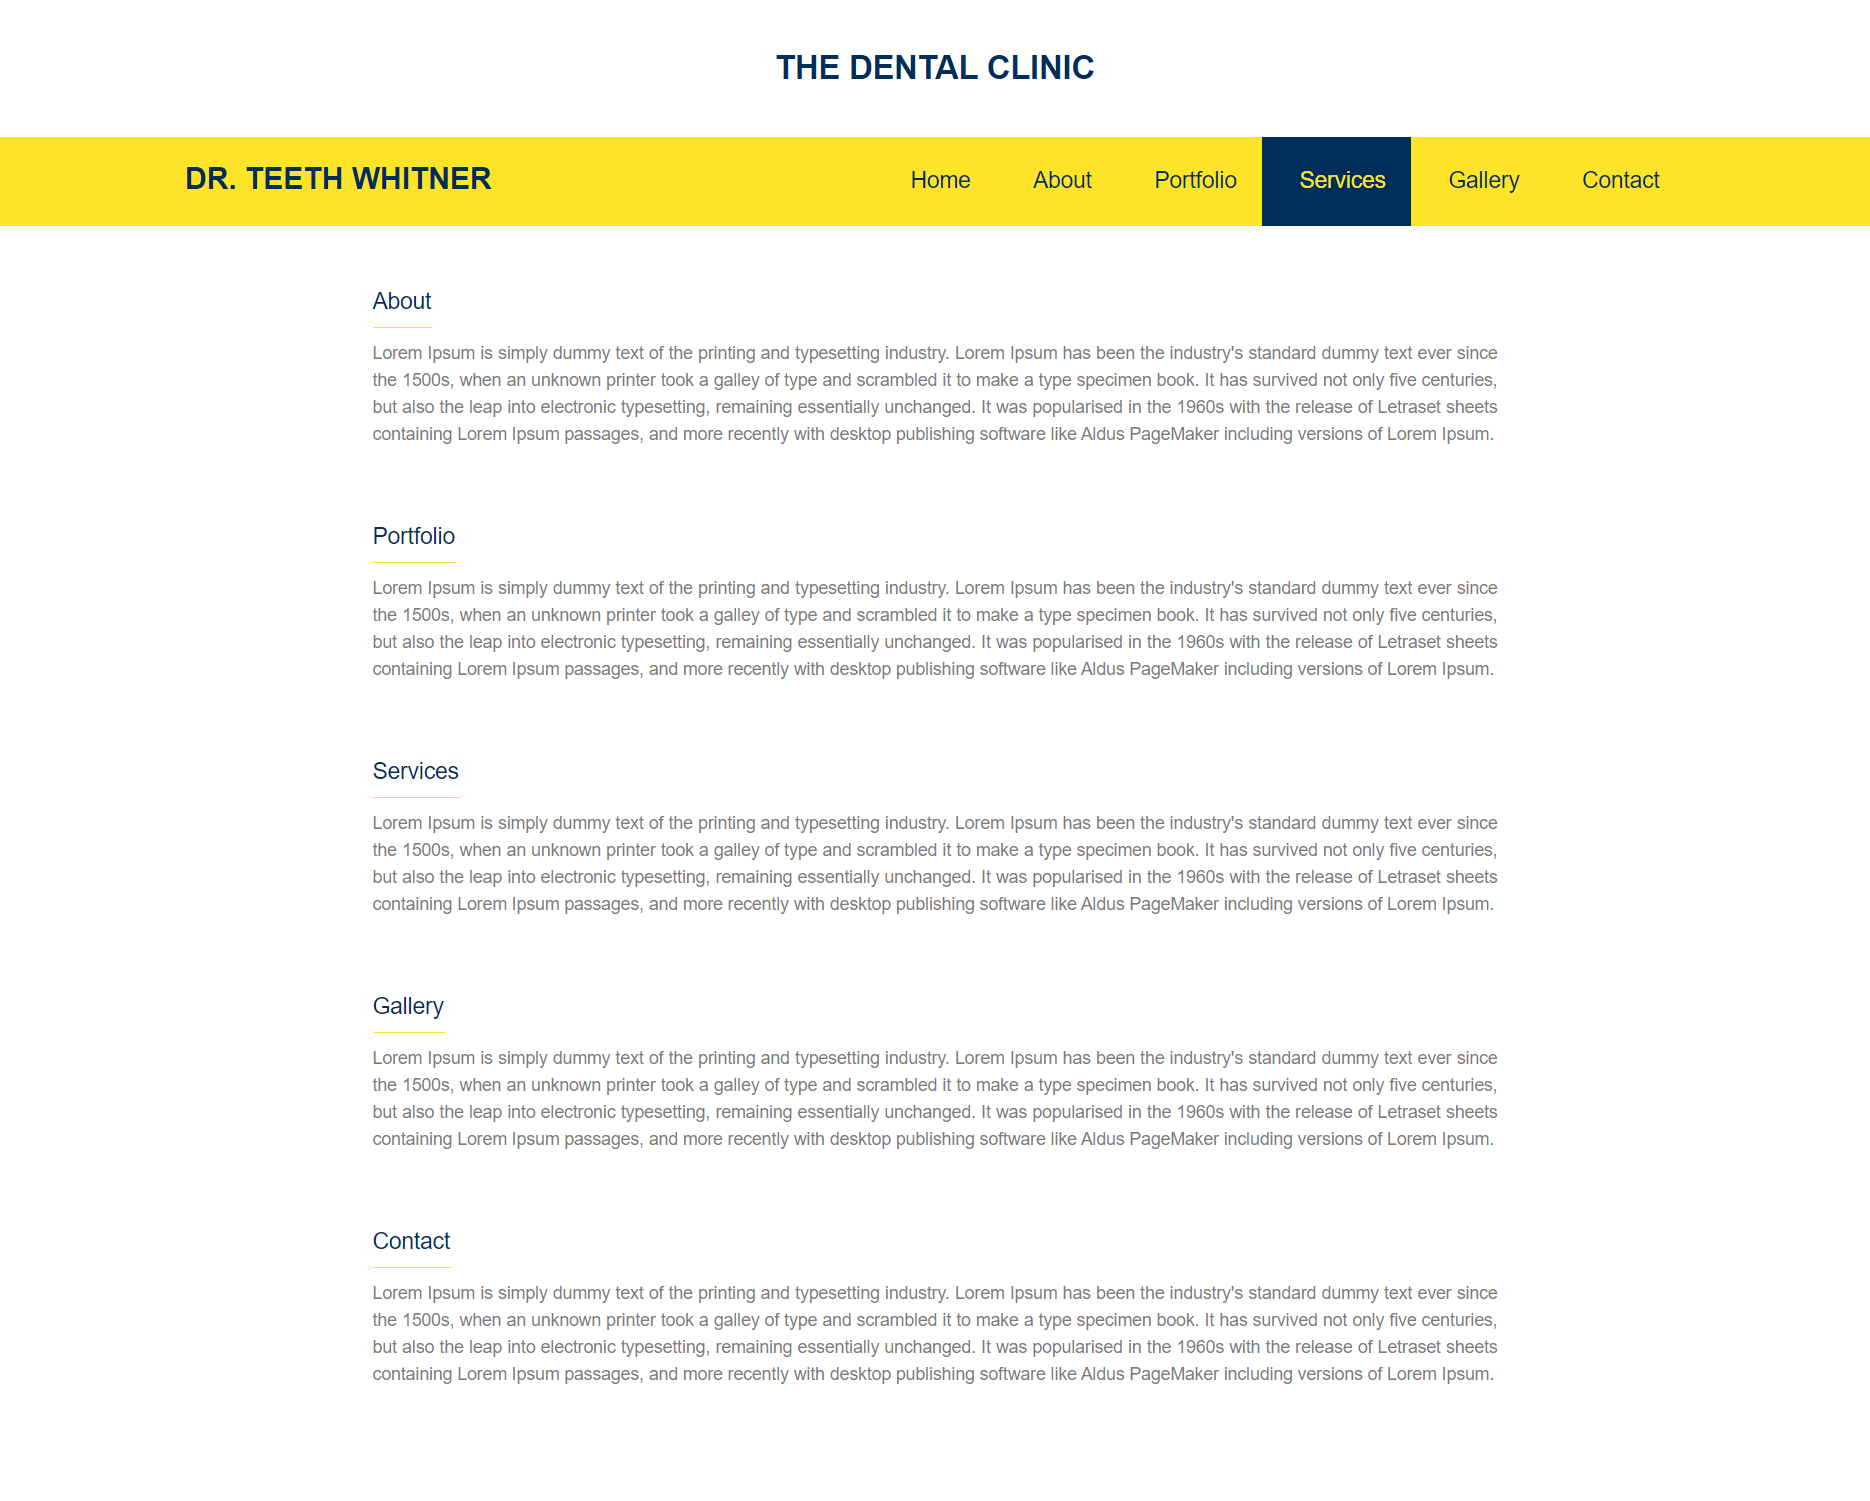 THE DENTAL CLINIC
DR. TEETH WHITNER
Home About Portfolio Services Gallery Contact
About
Lorem Ipsum is simply dummy text of the printing and typesetting industry. Lorem Ipsum has been the industry's standard dummy text ever since
the 1500s, when an unknown printer took a galley of type and scrambled it to make a type specimen book. It has survived not only five centuries,
but also the leap into electronic typesetting, remaining essentially unchanged. It was popularised in the 1960s with the release of Letraset sheets
containing Lorem Ipsum passages, and more recently with desktop publishing software like Aldus PageMaker including versions of Lorem Ipsum.
Portfolio
Lorem Ipsum is simply dummy text of the printing and typesetting industry. Lorem Ipsum has been the industry's standard dummy text ever since
the 1500s, when an unknown printer took a galley of type and scrambled it to make a type specimen book. It has survived not only five centuries,
but also the leap into electronic typesetting, remaining essentially unchanged. It was popularised in the 1960s with the release of Letraset sheets
containing Lorem Ipsum passages, and more recently with desktop publishing software like Aldus PageMaker including versions of Lorem Ipsum.
Services
Lorem Ipsum is simply dummy text of the printing and typesetting industry. Lorem Ipsum has been the industry's standard dummy text ever since
the 1500s, when an unknown printer took a galley of type and scrambled it to make a type specimen book. It has survived not only five centuries,
but also the leap into electronic typesetting, remaining essentially unchanged. It was popularised in the 1960s with the release of Letraset sheets
containing Lorem Ipsum passages, and more recently with desktop publishing software like Aldus PageMaker including versions of Lorem Ipsum.
Gallery
Lorem Ipsum is simply dummy text of the printing and typesetting industry. Lorem Ipsum has been the industry's standard dummy text ever since
the 1500s, when an unknown printer took a galley of type and scrambled it to make a type specimen book. It has survived not only five centuries,
but also the leap into electronic typesetting, remaining essentially unchanged. It was popularised in the 1960s with the release of Letraset sheets
containing Lorem Ipsum passages, and more recently with desktop publishing software like Aldus PageMaker including versions of Lorem Ipsum.
Contact
Lorem Ipsum is simply dummy text of the printing and typesetting industry. Lorem Ipsum has been the industry's standard dummy text ever since
the 1500s, when an unknown printer took a galley of type and scrambled it to make a type specimen book. It has survived not only five centuries,
but also the leap into electronic typesetting, remaining essentially unchanged. It was popularised in the 1960s with the release of Letraset sheets
containing Lorem Ipsum passages, and more recently with desktop publishing software like Aldus PageMaker including versions of Lorem Ipsum.